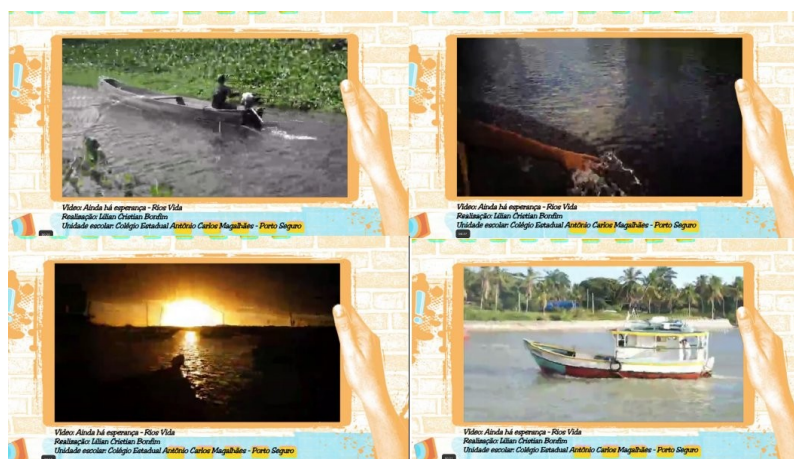 Vídeo: Ainda há esperança - Rios Vida
Realização: Lilian Cristian Bonfim
Unidade escolar: Colégio Estadual Antônio Carlos Magalhães - Porto Seguro
Vídeo: Ainda há esperança - Rios Vida
Realização: Lilian Cristian Bonfim
Unidade escolar: Colégio Estadual Antônio Carlos Magalhães - Porto Seguro
Vídeo: Ainda há esperança - Rios Vida
Realização: Lilian Cristian Bonfim
Unidade escolar: Colégio Estadual Antônio Carlos Magalhães - Porto Seguro
Vídeo: Ainda há esperança - Rios Vida
Realização: Lilian Cristian Bonfim
Unidade escolar: Colégio Estadual Antônio Carlos Magalhães - Porto Seguro